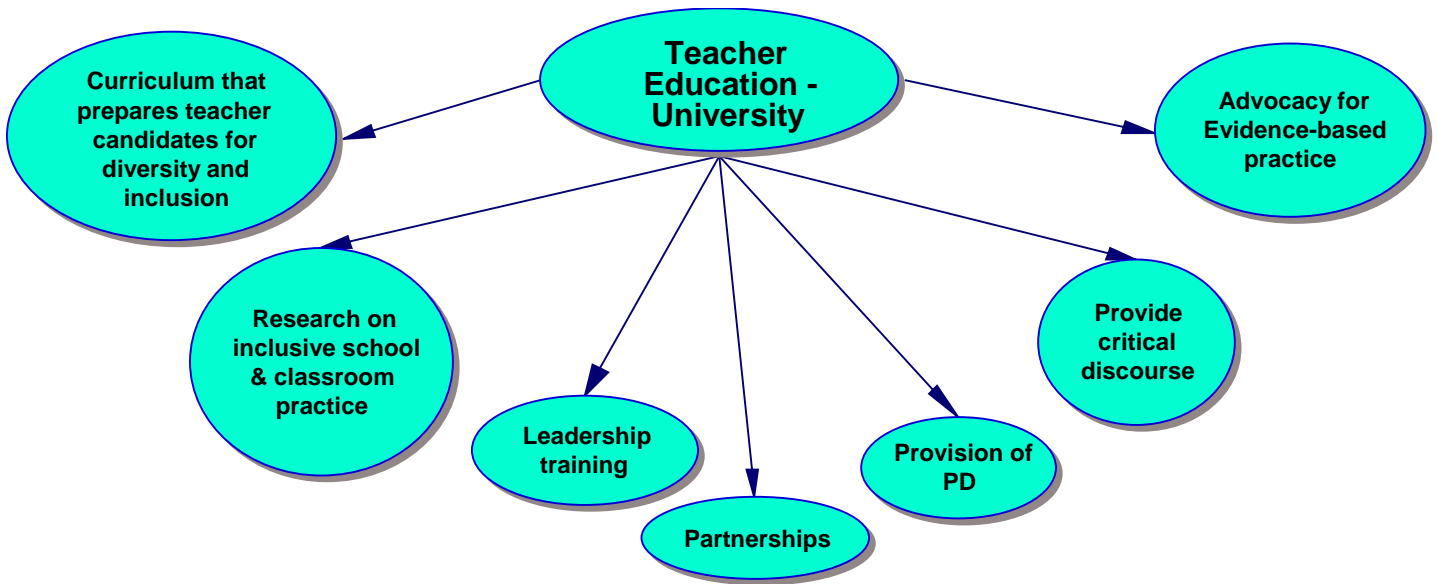 Teacher
Education -
University
Curriculum that
prepares teacher
candidates for
diversity and
inclusion
Advocacy for
Evidence-based
practice
Research on
inclusive school
& classroom
practice
Leadership
training
Partnerships
Provision of
PD
Provide
critical
discourse